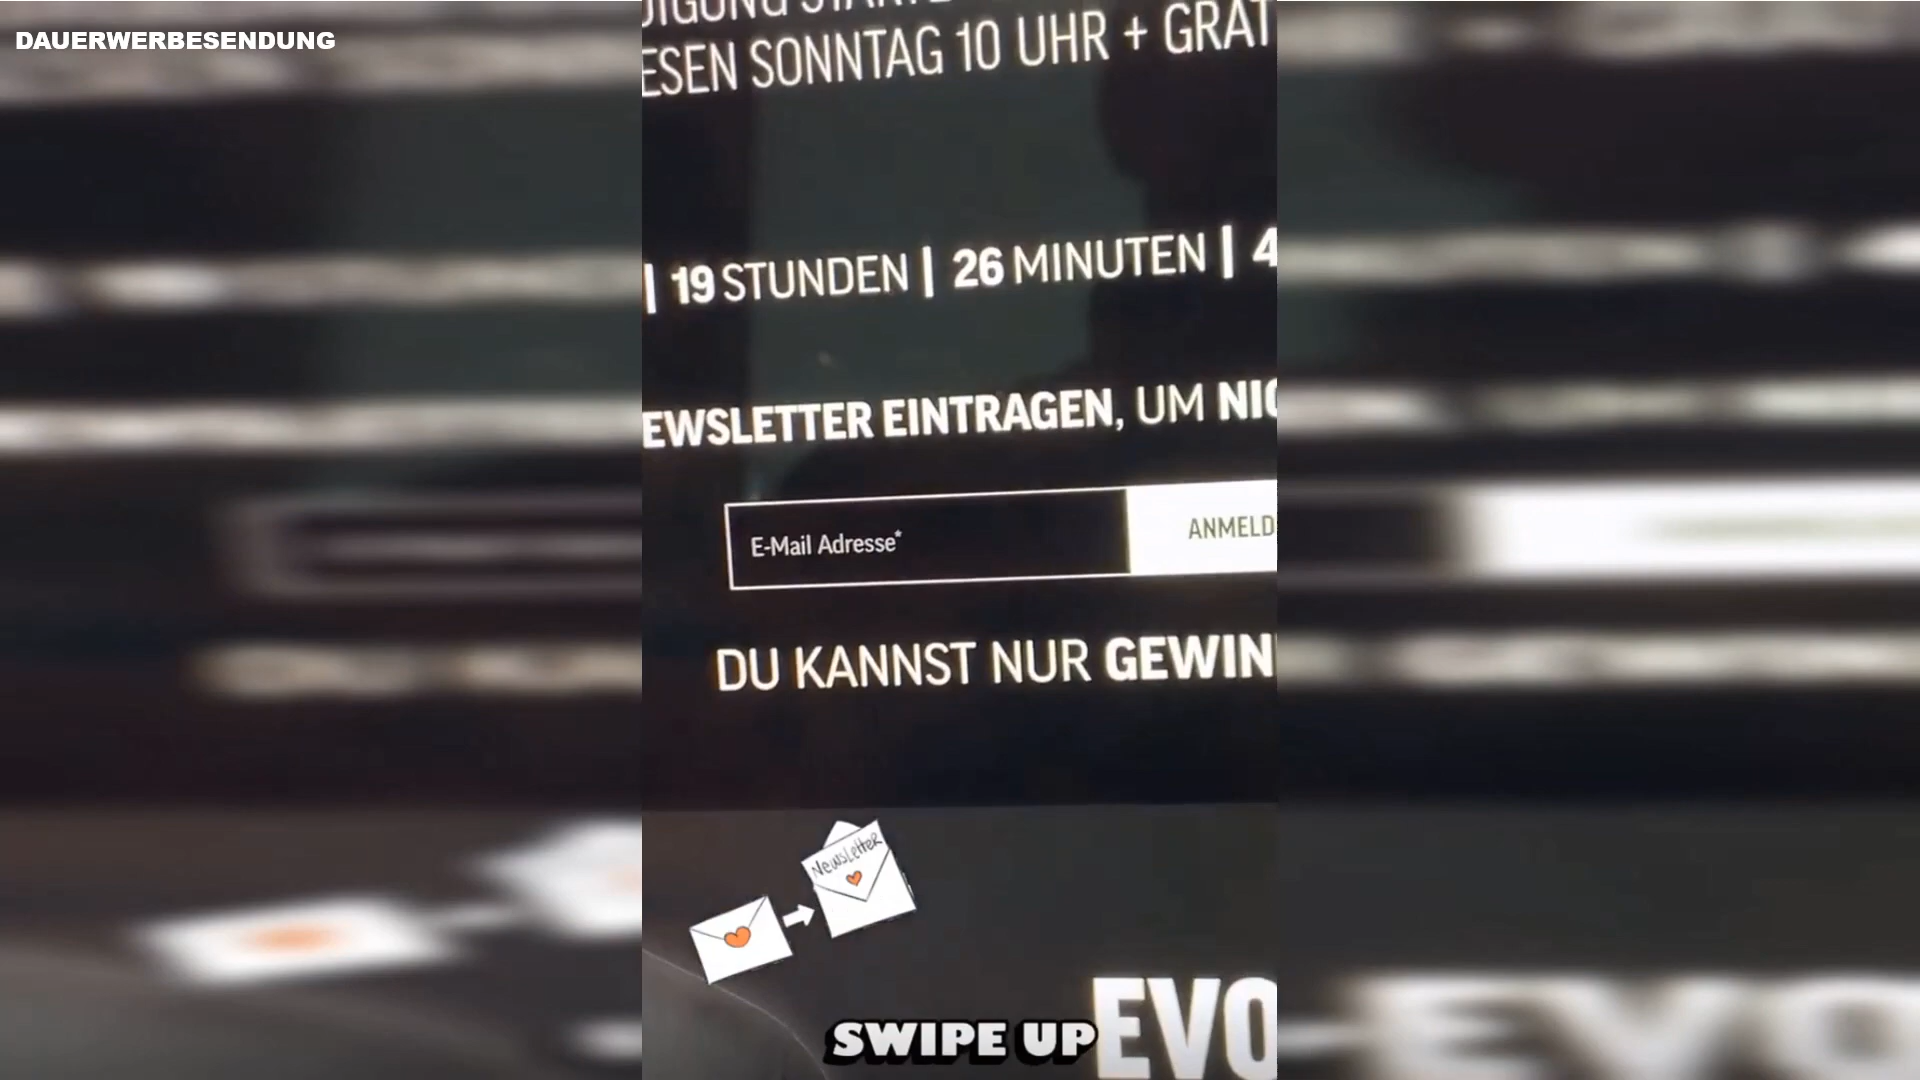 DAUERWERBESENDUNG
ESEN SONNTAG 10 UHR + GRAT
| 19 STUNDEN | 26 MINUTEN | 4
EWSLETTER EINTRAGEN, UM NIC
E-Mail Adresse*
ANMELD
DU KANNST NUR GEWIN
Newsletter
EVO
SWIPE UP